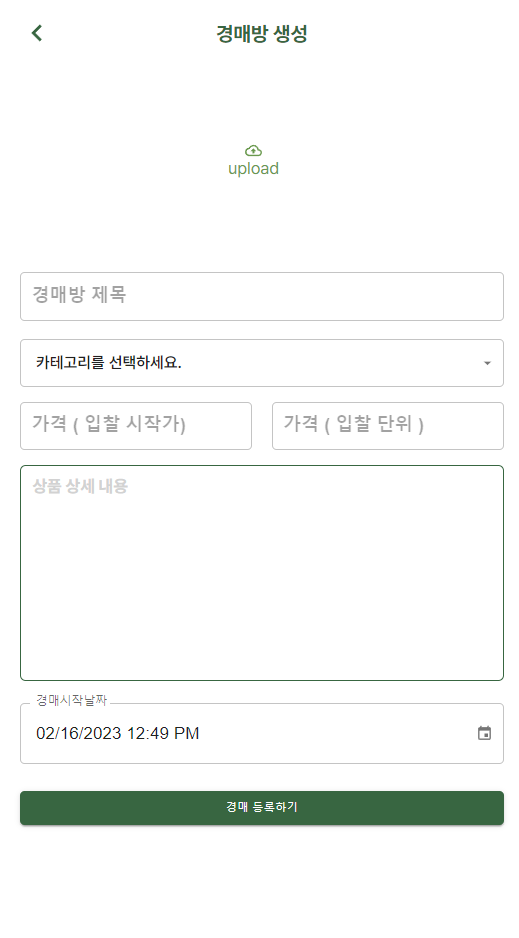 경매방 생성
upload
경매방 제목
카테고리를 선택하세요.
가격 ( 입찰 시작가)
가격 ( 입찰 단위 )
상품 상세 내용
경매시작날짜
02/16/2023 12:49 PM
경매 등록하기